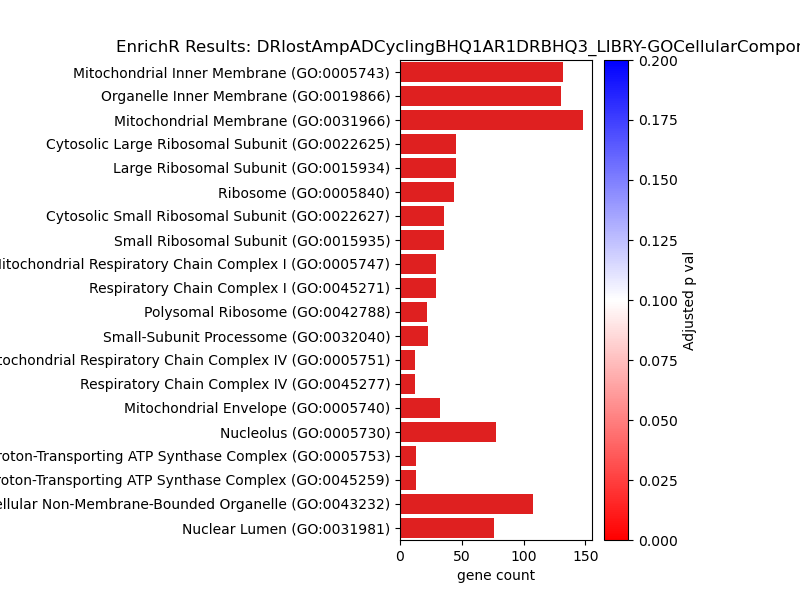 EnrichR Results: DRlostAmpADCyclingBHQ1AR1DRBHQ3_LIBRY-GOCellularCompor
Mitochondrial Inner Membrane (GO:0005743)
Organelle Inner Membrane (GO:0019866)
Mitochondrial Membrane (GO:0031966)
Cytosolic Large Ribosomal Subunit (GO:0022625)
Large Ribosomal Subunit (GO:0015934)
Ribosome (GO:0005840)
Cytosolic Small Ribosomal Subunit (GO:0022627)
Small Ribosomal Subunit (GO:0015935)
Mitochondrial Respiratory Chain Complex I (GO:0005747)
Respiratory Chain Complex I (GO:0045271)
Polysomal Ribosome (GO:0042788)
Small-Subunit Processome (GO:0032040)
tochondrial Respiratory Chain Complex IV (GO:0005751)
Respiratory Chain Complex IV (GO:0045277)
Mitochondrial Envelope (GO:0005740)
Nucleolus (GO:0005730)
roton-Transporting ATP Synthase Complex (GO:0005753)
roton-Transporting ATP Synthase Complex (GO:0045259)
ellular Non-Membrane-Bounded Organelle (GO:0043232)
Nuclear Lumen (GO:0031981)
0 50 100 150
gene count
0.200
0.175
0.150
0.125
0.100
0.075
0.050
0.025
0.000
Adjusted p val